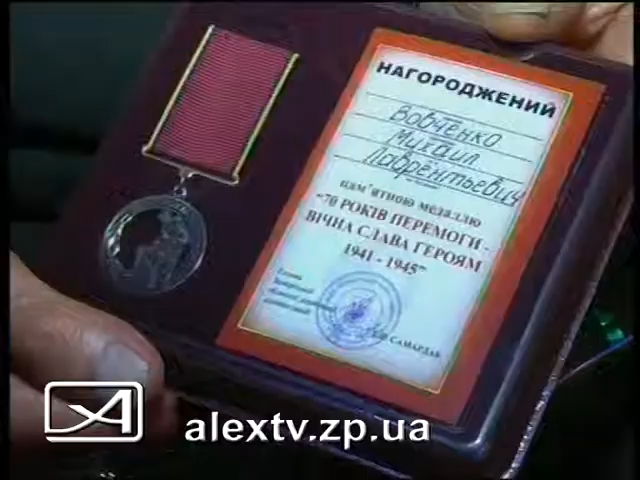 НАГОРОДЖЕНИЙ
Вовченко
Михаил
Лаврентьевич
пам'ятною медаллю
"70 РОКІВ ПЕРЕМОГИ -
ВІЧНА СЛАВА ГЕРОЯМ
1941 - 1945"
САМАРДАК
alextv.zp.ua